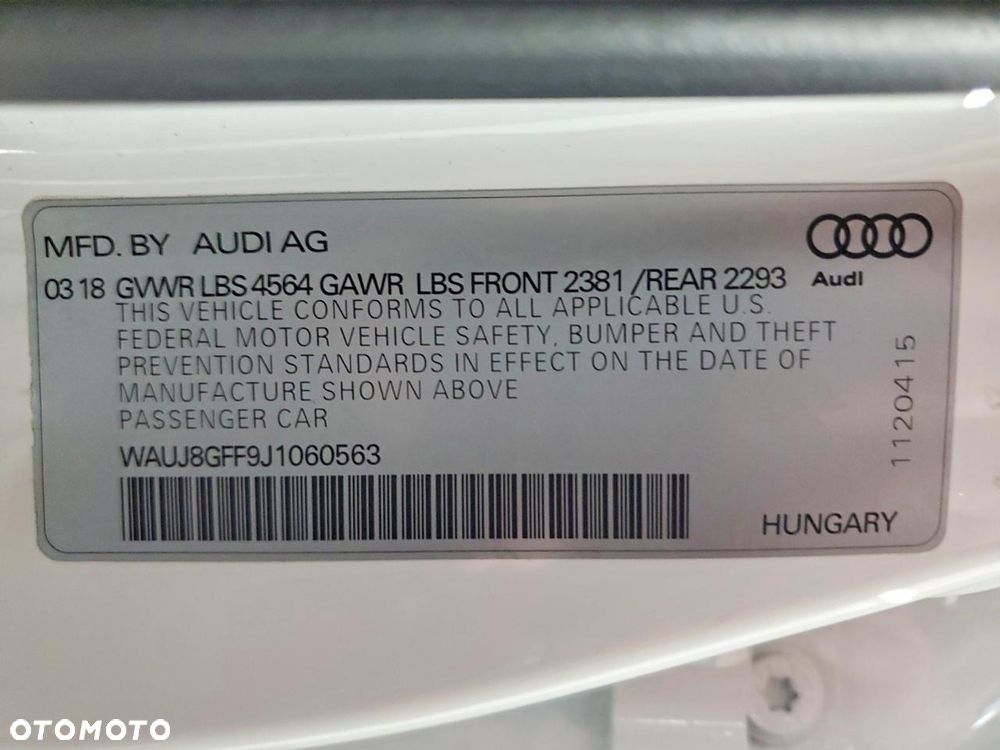 MFD. BY AUDI AG
0318 GVWR LBS 4564 GAWR LBS FRONT 2381 /REAR 2293
Audi
THIS VEHICLE CONFORMS TO ALL APPLICABLE U.S.
FEDERAL MOTOR VEHICLE SAFETY, BUMPER AND THEFT
PREVENTION STANDARDS IN EFFECT ON THE DATE OF
MANUFACTURE SHOWN ABOVE
PASSENGER CAR
WAUJ8GFF9J1060563
1120415
HUNGARY
OTOMOTO